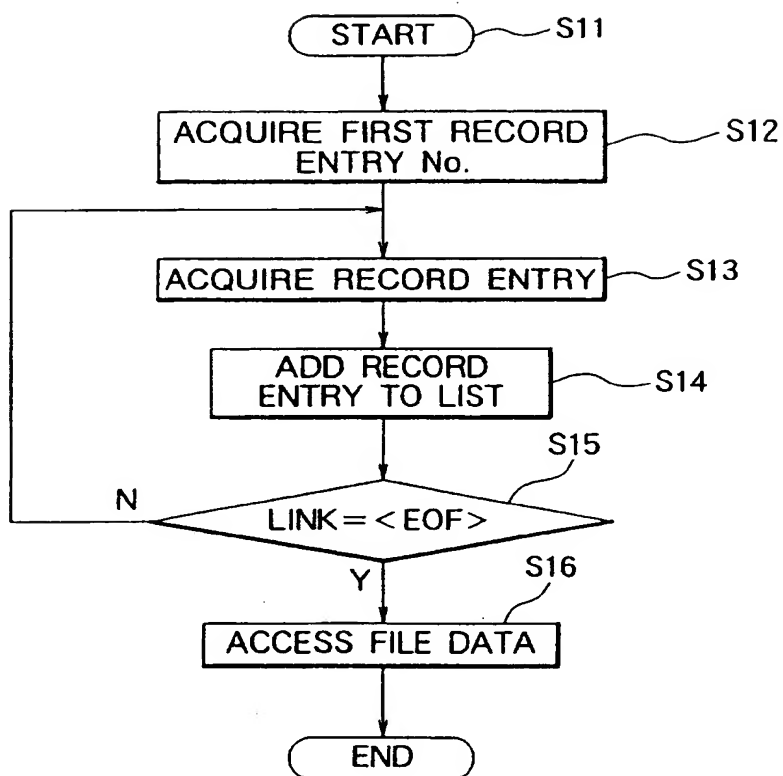 START
S11
ACQUIRE FIRST RECORD
ENTRY No.
S12
ACQUIRE RECORD ENTRY
S13
ADD RECORD
ENTRY TO LIST
S14
S15
N
LINK=<EOF>
Y
S16
ACCESS FILE DATA
END